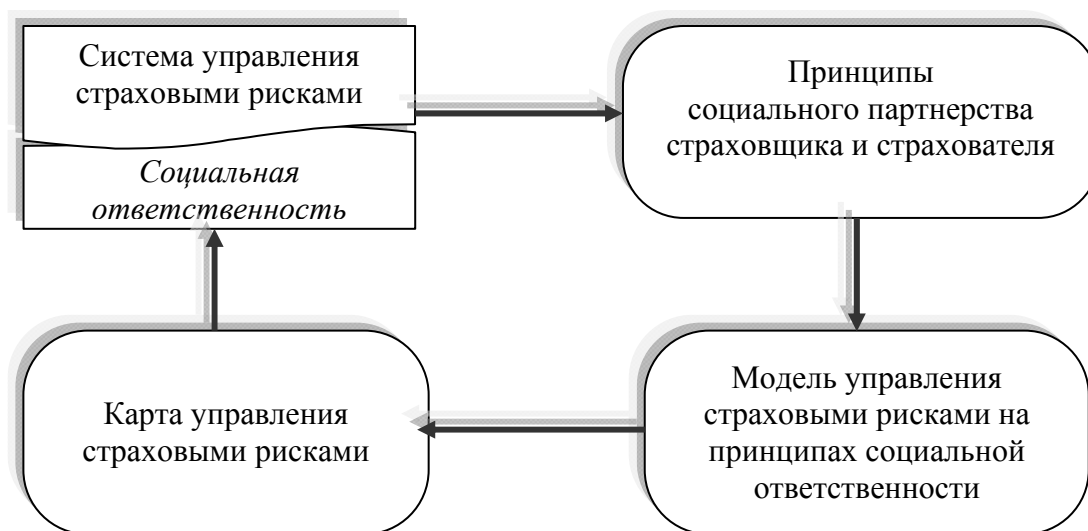 Система управления
страховыми рисками
Социальная
ответственность
Принципы
социального партнерства
страховщика и страхователя
Модель управления
страховыми рисками на
принципах социальной
ответственности
Карта управления
страховыми рисками